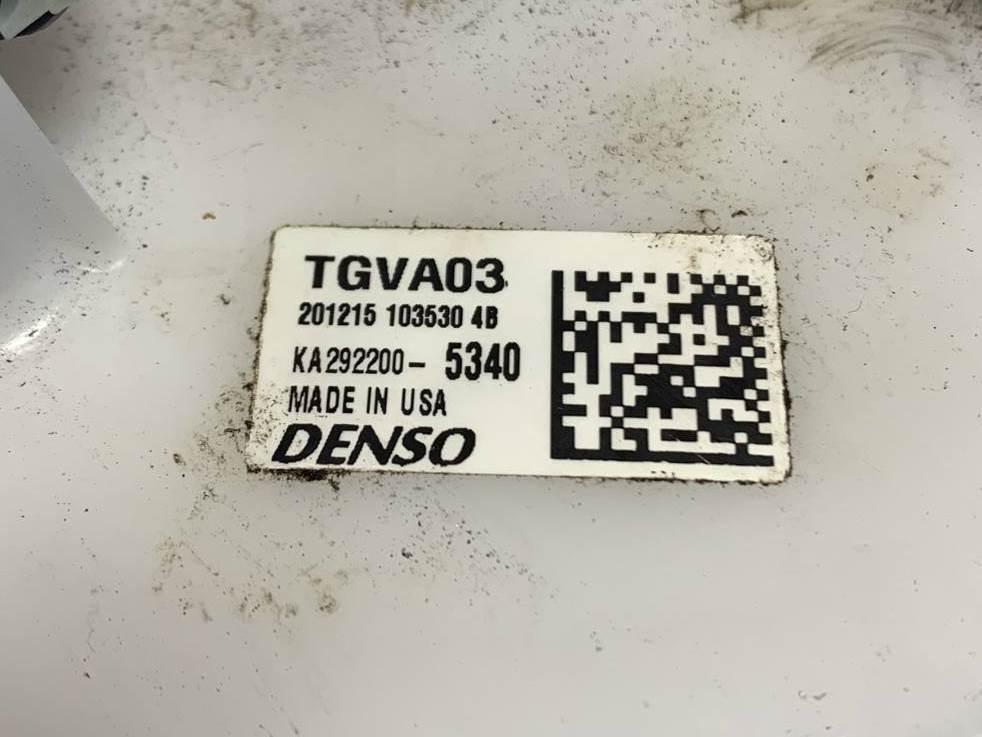 TGVA03
201215 103530 4B
KA292200-5340
MADE IN USA
DENSO